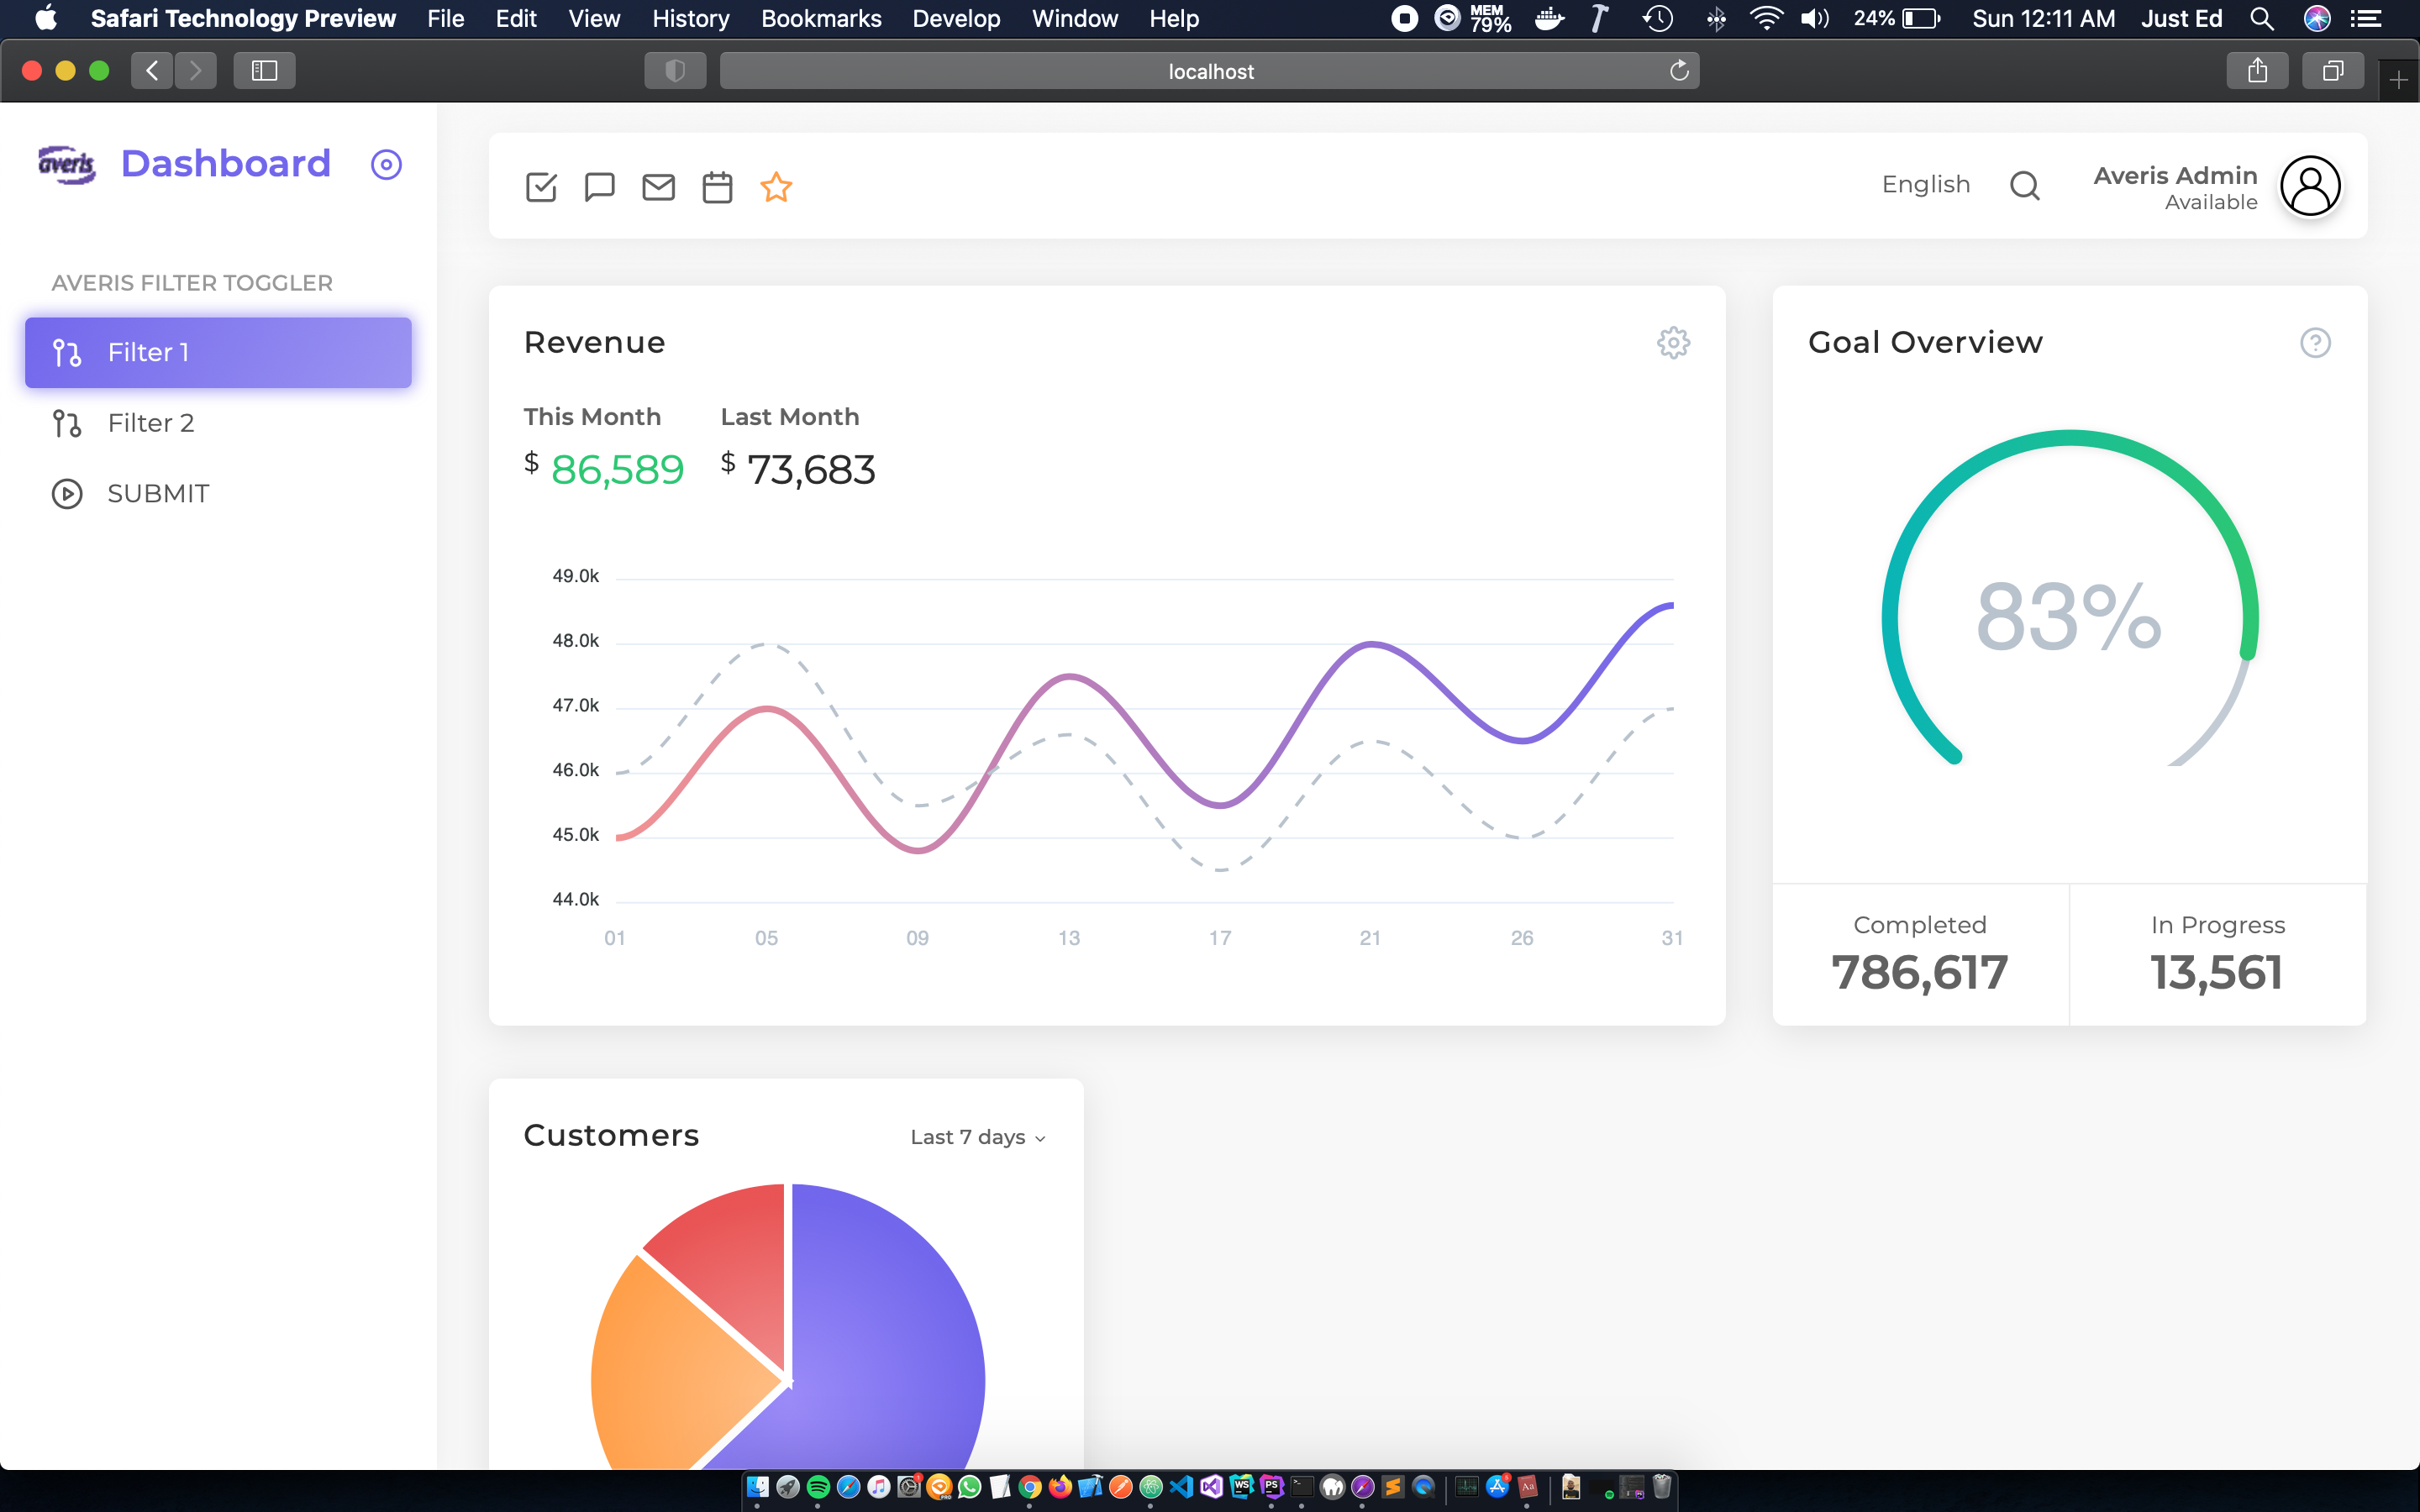 Safari Technology Preview File Edit View History Bookmarks Develop Window Help MEM 79% 24% Sun 12:11 AM Just Ed
localhost
averis Dashboard
English Averis Admin
Available
AVERIS FILTER TOGGLER
Filter 1
Filter 2
SUBMIT
Revenue
This Month Last Month
$ 86,589 $ 73,683
49.0k
48.0k
47.0k
46.0k
45.0k
44.0k
01 05 09 13 17 21 26 31
Goal Overview
83%
Completed In Progress
786,617 13,561
Customers Last 7 days
PRO WS PS Aa